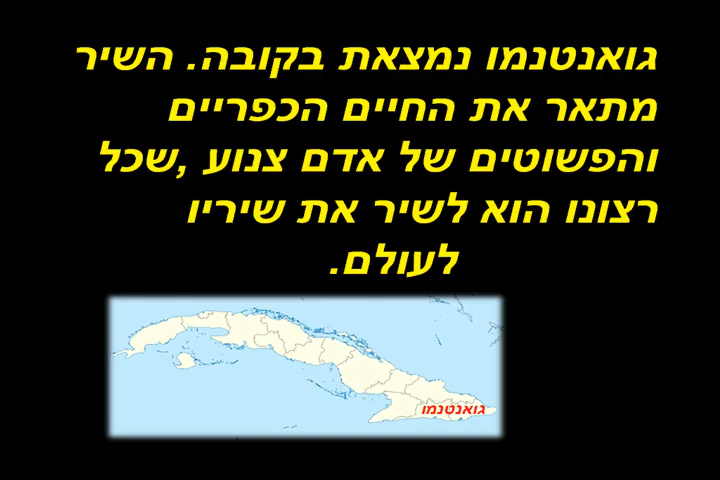 גואנטנמו נמצאת בקובה. השיר
מתאר את החיים הכפריים
והפשוטים של אדם צנוע ,שכל
רצונו הוא לשיר את שיריו
לעולם.
גואנטנמו